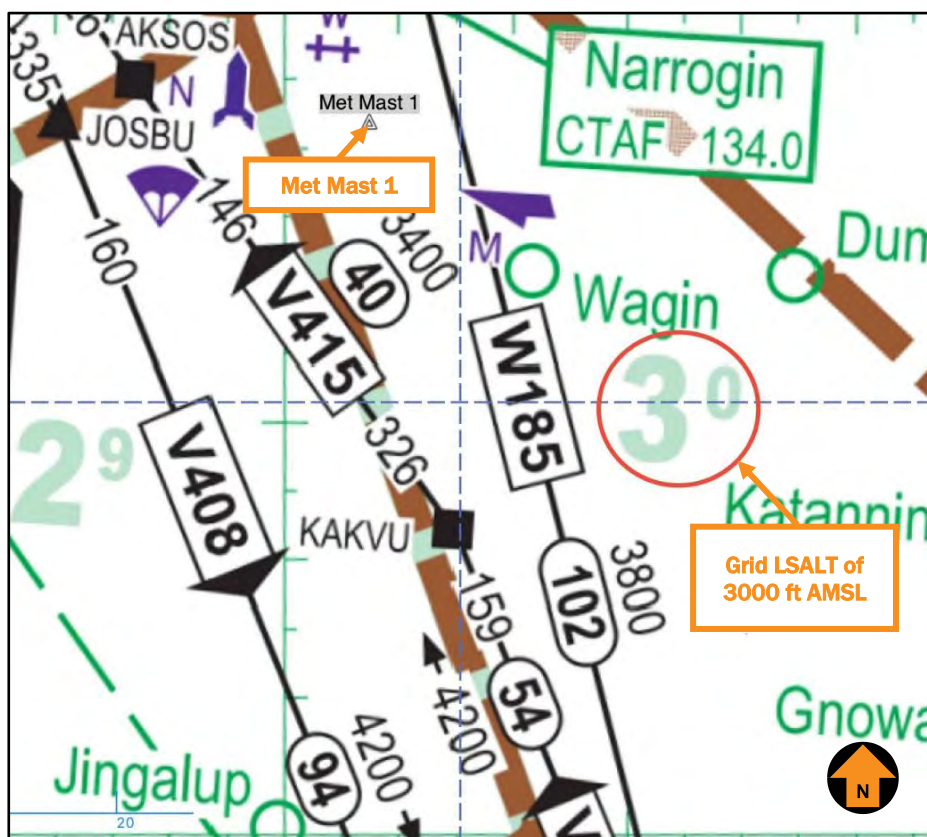 AKSOS
W
335
N
JOSBU
Met Mast 1
Met Mast 1
Narrogin
CTAF 134.0
160
146
3400
40
M
Wagin
Dum
V415
W185
3⁰
2⁹
326
V408
KAKVU
Katannin
Grid LSALT of
3000 ft AMSL
102
3800
159
54
4200
4200
94
Jingalup
Gnowa
N
20
V